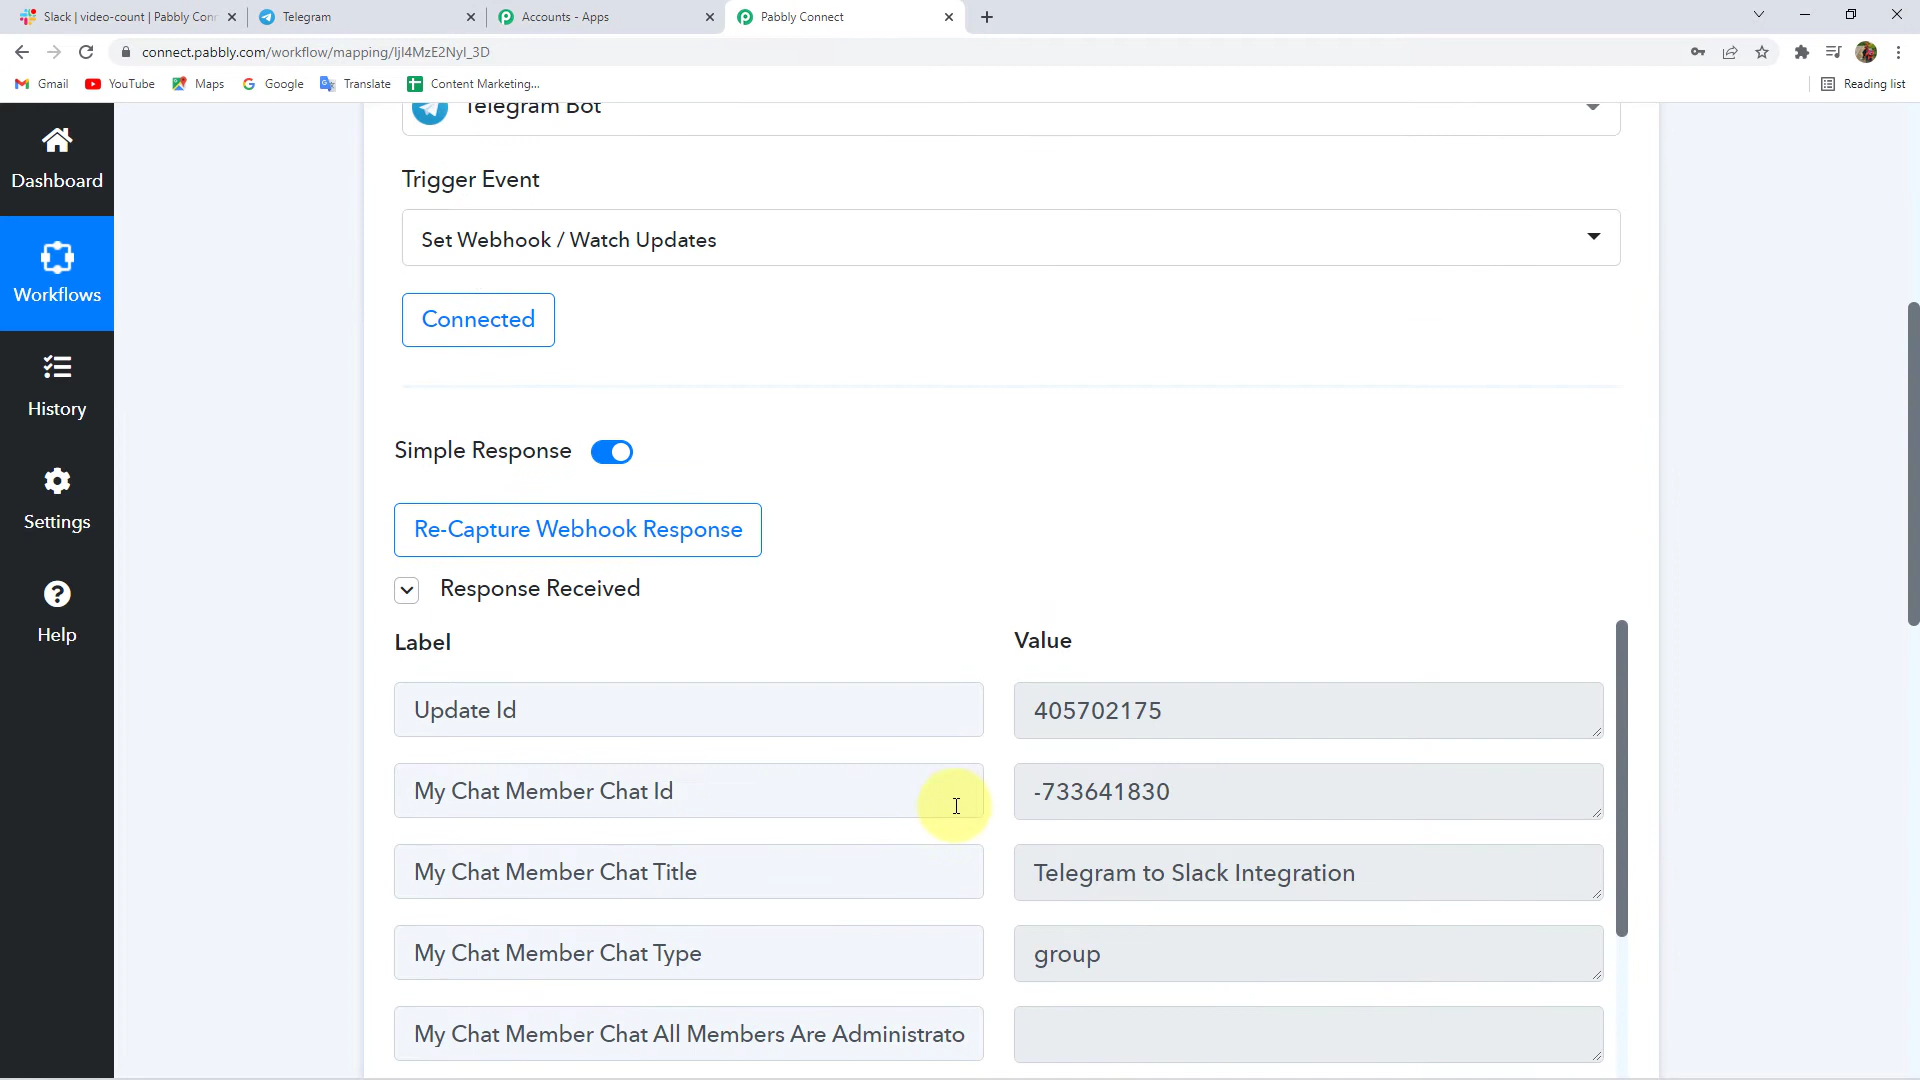 Slack | video-count | Pabbly Conn
Telegram
Accounts - Apps
Pabbly Connect
connect.pabbly.com/workflow/mapping/IjI4MzE2NyI_3D
Gmail
YouTube
Maps
Google
Translate
Content Marketing...
Reading list
Telegram Bot
Dashboard
Trigger Event
Set Webhook / Watch Updates
Workflows
Connected
History
Simple Response
Settings
Re-Capture Webhook Response
Response Received
Help
Label
Value
Update Id
405702175
My Chat Member Chat Id
-733641830
My Chat Member Chat Title
Telegram to Slack Integration
My Chat Member Chat Type
group
My Chat Member Chat All Members Are Administrato